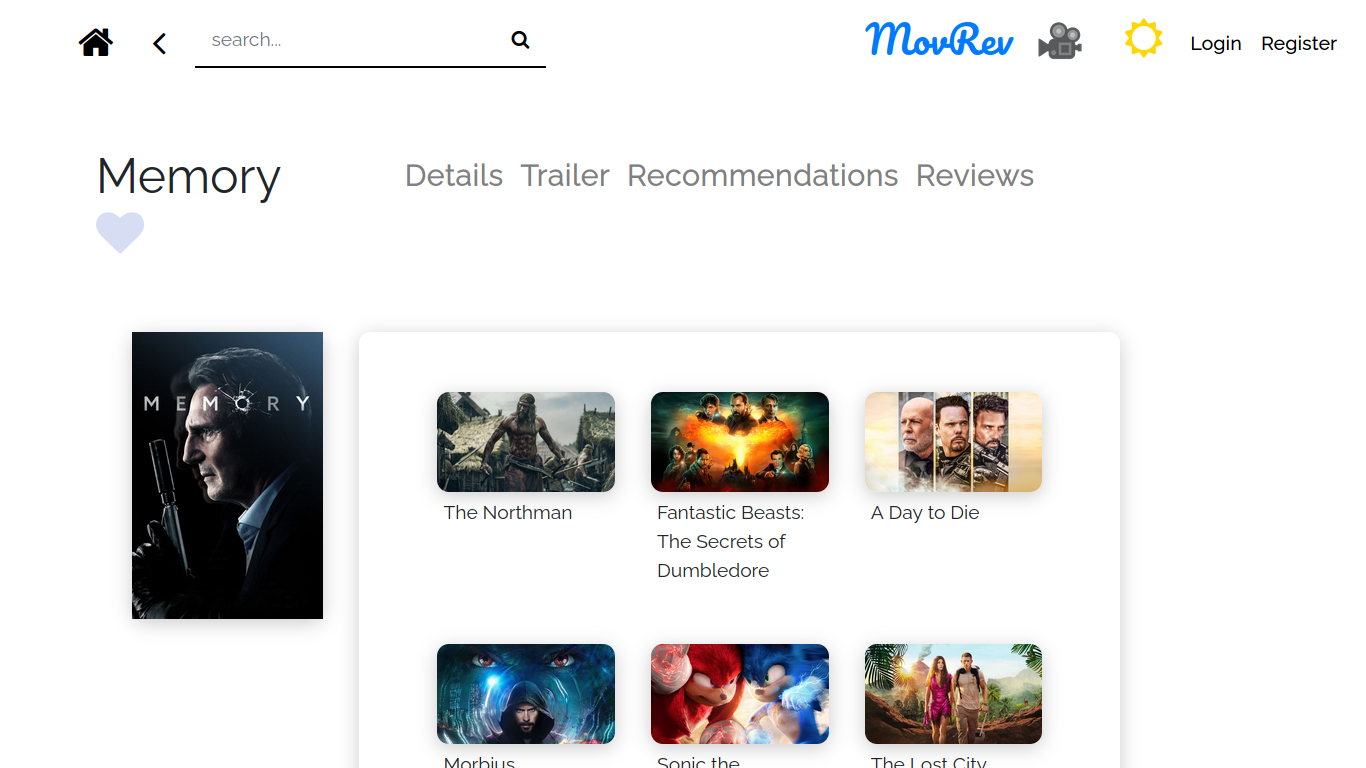 search...
MovRev
Login Register
Memory
Details Trailer Recommendations Reviews
MEMORY
The Northman
Fantastic Beasts:
The Secrets of
Dumbledore
A Day to Die
Morbius
Sonic the
The Lost City